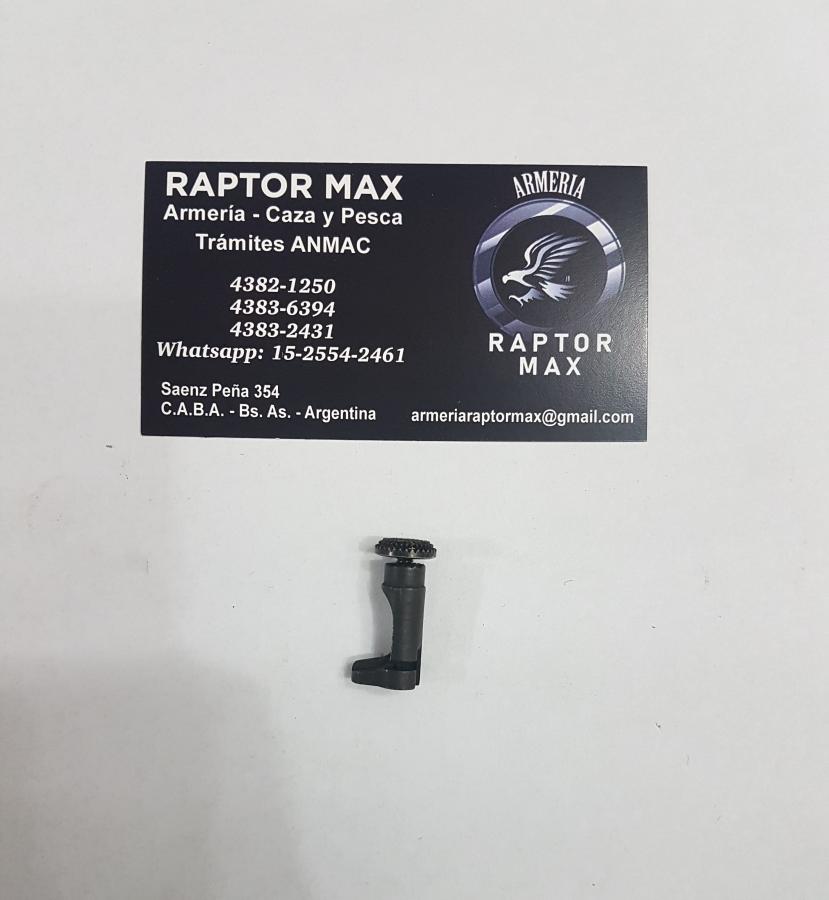 RAPTOR MAX
Armería - Caza y Pesca
Trámites ANMAC
4382-1250
4383-6394
4383-2431
Whatsapp: 15-2554-2461
Saenz Peña 354
C.A.B.A. - Bs. As. - Argentina
ARMERIA
RAPTOR
MAX
armeriaraptormax@gmail.com